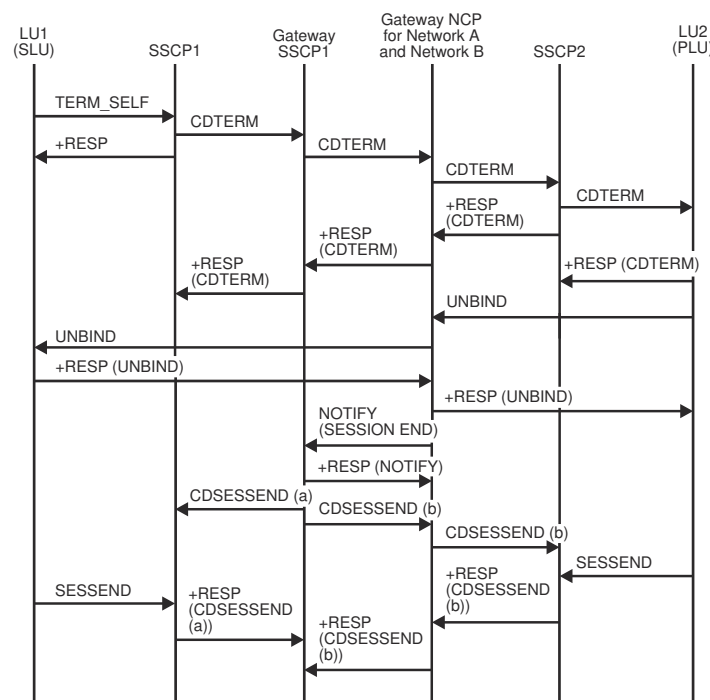 LU1
(SLU)
SSCP1
Gateway
SSCP1
Gateway NCP
for Network A
and Network B
SSCP2
LU2
(PLU)
TERM_SELF
CDTERM
+RESP
CDTERM
CDTERM
CDTERM
+RESP
(CDTERM)
+RESP
(CDTERM)
+RESP
(CDTERM)
+RESP (CDTERM)
UNBIND
UNBIND
+RESP (UNBIND)
+RESP (UNBIND)
NOTIFY
(SESSION END)
+RESP (NOTIFY)
CDSESSEND (a)
CDSESSEND (b)
CDSESSEND (b)
SESSEND
SESSEND
+RESP
(CDSESSEND
(a))
+RESP
(CDSESSEND
(b))
+RESP
(CDSESSEND
(b))